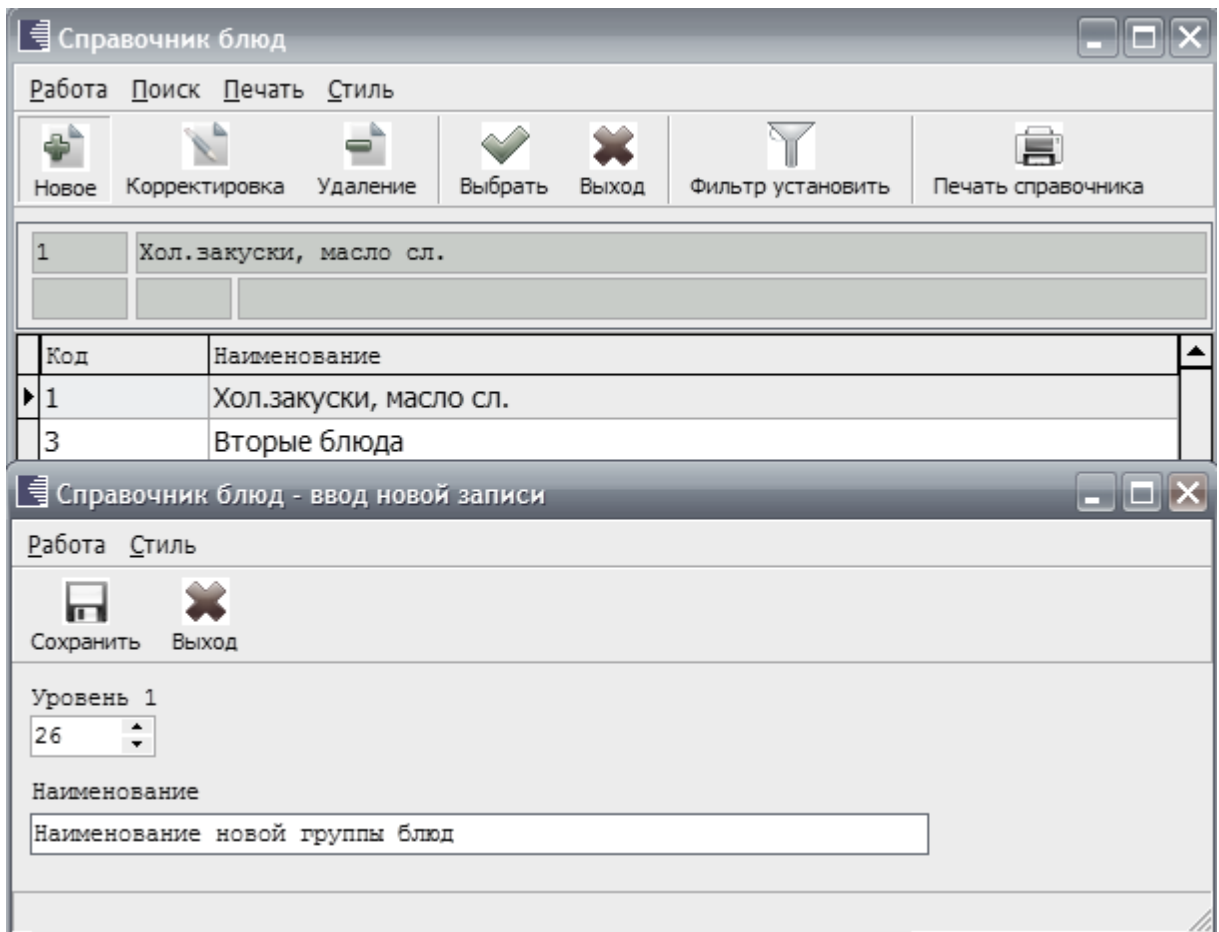 Справочник блюд
Работа Поиск Печать Стиль
Новое Корректировка Удаление Выбрать Выход Фильтр установить Печать справочника
1 Хол.закуски, масло сл.
Код Наименование
1 Хол.закуски, масло сл.
3 Вторые блюда
Справочник блюд - ввод новой записи
Работа Стиль
Сохранить Выход
Уровень 1
26
Наименование
Наименование новой группы блюд